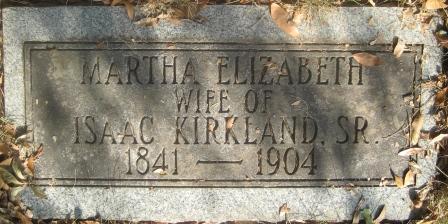 MARTHA ELIZABETH
WIFE OF
ISAAC KIRKLAND, SR.
1841 — 1904